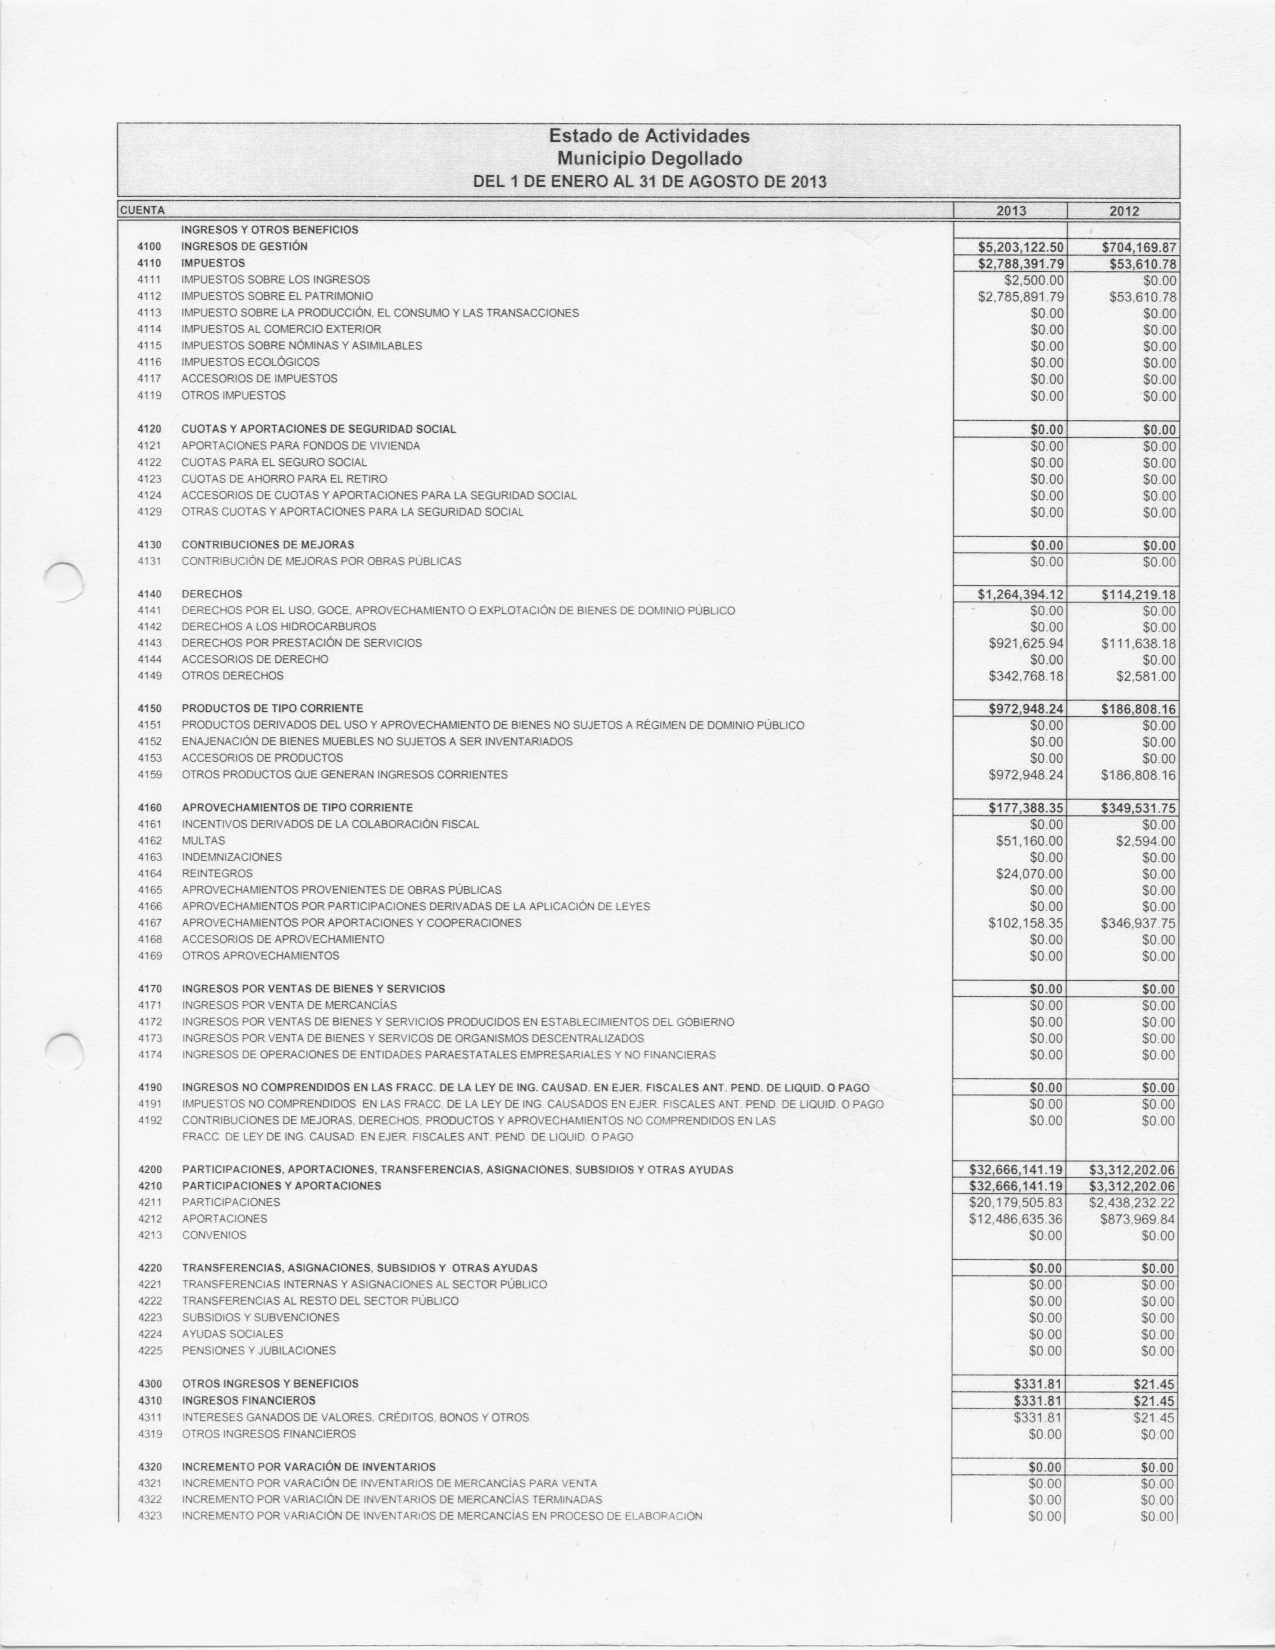 Estado de Actividades
Municipio Degollado
DEL 1 DE ENERO AL 31 DE AGOSTO DE 2013
CUENTA 2013 2012
INGRESOS Y OTROS BENEFICIOS
4100 INGRESOS DE GESTIÓN $5,203,122.50 $704,169.87
4110 IMPUESTOS $2,788,391.79 $53,610.78
4111 IMPUESTOS SOBRE LOS INGRESOS $2,500.00 $0.00
4112 IMPUESTOS SOBRE EL PATRIMONIO $2,785,891.79 $53,610.78
4113 IMPUESTO SOBRE LA PRODUCCIÓN, EL CONSUMO Y LAS TRANSACCIONES $0.00 $0.00
4114 IMPUESTOS AL COMERCIO EXTERIOR $0.00 $0.00
4115 IMPUESTOS SOBRE NÓMINAS Y ASIMILABLES $0.00 $0.00
4116 IMPUESTOS ECOLÓGICOS $0.00 $0.00
4117 ACCESORIOS DE IMPUESTOS $0.00 $0.00
4119 OTROS IMPUESTOS $0.00 $0.00
4120 CUOTAS Y APORTACIONES DE SEGURIDAD SOCIAL $0.00 $0.00
4121 APORTACIONES PARA FONDOS DE VIVIENDA $0.00 $0.00
4122 CUOTAS PARA EL SEGURO SOCIAL $0.00 $0.00
4123 CUOTAS DE AHORRO PARA EL RETIRO $0.00 $0.00
4124 ACCESORIOS DE CUOTAS Y APORTACIONES PARA LA SEGURIDAD SOCIAL $0.00 $0.00
4129 OTRAS CUOTAS Y APORTACIONES PARA LA SEGURIDAD SOCIAL $0.00 $0.00
4130 CONTRIBUCIONES DE MEJORAS $0.00 $0.00
4131 CONTRIBUCIÓN DE MEJORAS POR OBRAS PÚBLICAS $0.00 $0.00
4140 DERECHOS $1,264,394.12 $114,219.18
4141 DERECHOS POR EL USO, GOCE, APROVECHAMIENTO O EXPLOTACIÓN DE BIENES DE DOMINIO PÚBLICO $0.00 $0.00
4142 DERECHOS A LOS HIDROCARBUROS $0.00 $0.00
4143 DERECHOS POR PRESTACIÓN DE SERVICIOS $921,625.94 $111,638.18
4144 ACCESORIOS DE DERECHO $0.00 $0.00
4149 OTROS DERECHOS $342,768.18 $2,581.00
4150 PRODUCTOS DE TIPO CORRIENTE $972,948.24 $186,808.16
4151 PRODUCTOS DERIVADOS DEL USO Y APROVECHAMIENTO DE BIENES NO SUJETOS A RÉGIMEN DE DOMINIO PÚBLICO $0.00 $0.00
4152 ENAJENACIÓN DE BIENES MUEBLES NO SUJETOS A SER INVENTARIADOS $0.00 $0.00
4153 ACCESORIOS DE PRODUCTOS $0.00 $0.00
4159 OTROS PRODUCTOS QUE GENERAN INGRESOS CORRIENTES $972,948.24 $186,808.16
4160 APROVECHAMIENTOS DE TIPO CORRIENTE $177,388.35 $349,531.75
4161 INCENTIVOS DERIVADOS DE LA COLABORACIÓN FISCAL $0.00 $0.00
4162 MULTAS $51,160.00 $2,594.00
4163 INDEMNIZACIONES $0.00 $0.00
4164 REINTEGROS $24,070.00 $0.00
4165 APROVECHAMIENTOS PROVENIENTES DE OBRAS PÚBLICAS $0.00 $0.00
4166 APROVECHAMIENTOS POR PARTICIPACIONES DERIVADAS DE LA APLICACIÓN DE LEYES $0.00 $0.00
4167 APROVECHAMIENTOS POR APORTACIONES Y COOPERACIONES $102,158.35 $346,937.75
4168 ACCESORIOS DE APROVECHAMIENTO $0.00 $0.00
4169 OTROS APROVECHAMIENTOS $0.00 $0.00
4170 INGRESOS POR VENTAS DE BIENES Y SERVICIOS $0.00 $0.00
4171 INGRESOS POR VENTA DE MERCANCÍAS $0.00 $0.00
4172 INGRESOS POR VENTAS DE BIENES Y SERVICIOS PRODUCIDOS EN ESTABLECIMIENTOS DEL GOBIERNO $0.00 $0.00
4173 INGRESOS POR VENTA DE BIENES Y SERVICOS DE ORGANISMOS DESCENTRALIZADOS $0.00 $0.00
4174 INGRESOS DE OPERACIONES DE ENTIDADES PARAESTATALES EMPRESARIALES Y NO FINANCIERAS $0.00 $0.00
4190 INGRESOS NO COMPRENDIDOS EN LAS FRACC. DE LA LEY DE ING. CAUSAD. EN EJER. FISCALES ANT. PEND. DE LIQUID. O PAGO $0.00 $0.00
4191 IMPUESTOS NO COMPRENDIDOS EN LAS FRACC. DE LA LEY DE ING. CAUSADOS EN EJER. FISCALES ANT. PEND. DE LIQUID. O PAGO $0.00 $0.00
4192 CONTRIBUCIONES DE MEJORAS, DERECHOS, PRODUCTOS Y APROVECHAMIENTOS NO COMPRENDIDOS EN LAS $0.00 $0.00
FRACC. DE LEY DE ING. CAUSAD. EN EJER. FISCALES ANT. PEND. DE LIQUID. O PAGO
4200 PARTICIPACIONES, APORTACIONES, TRANSFERENCIAS, ASIGNACIONES, SUBSIDIOS Y OTRAS AYUDAS $32,666,141.19 $3,312,202.06
4210 PARTICIPACIONES Y APORTACIONES $32,666,141.19 $3,312,202.06
4211 PARTICIPACIONES $20,179,505.83 $2,438,232.22
4212 APORTACIONES $12,486,635.36 $873,969.84
4213 CONVENIOS $0.00 $0.00
4220 TRANSFERENCIAS, ASIGNACIONES, SUBSIDIOS Y OTRAS AYUDAS $0.00 $0.00
4221 TRANSFERENCIAS INTERNAS Y ASIGNACIONES AL SECTOR PÚBLICO $0.00 $0.00
4222 TRANSFERENCIAS AL RESTO DEL SECTOR PÚBLICO $0.00 $0.00
4223 SUBSIDIOS Y SUBVENCIONES $0.00 $0.00
4224 AYUDAS SOCIALES $0.00 $0.00
4225 PENSIONES Y JUBILACIONES $0.00 $0.00
4300 OTROS INGRESOS Y BENEFICIOS $331.81 $21.45
4310 INGRESOS FINANCIEROS $331.81 $21.45
4311 INTERESES GANADOS DE VALORES, CRÉDITOS, BONOS Y OTROS $331.81 $21.45
4319 OTROS INGRESOS FINANCIEROS $0.00 $0.00
4320 INCREMENTO POR VARACIÓN DE INVENTARIOS $0.00 $0.00
4321 INCREMENTO POR VARACIÓN DE INVENTARIOS DE MERCANCÍAS PARA VENTA $0.00 $0.00
4322 INCREMENTO POR VARIACIÓN DE INVENTARIOS DE MERCANCÍAS TERMINADAS $0.00 $0.00
4323 INCREMENTO POR VARIACIÓN DE INVENTARIOS DE MERCANCÍAS EN PROCESO DE ELABORACIÓN $0.00 $0.00